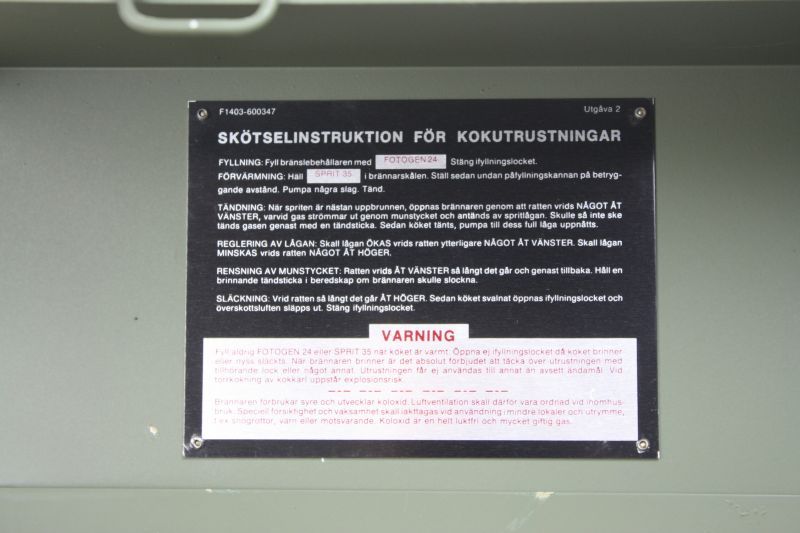 F1403-600347
Utgåva 2
SKÖTSELINSTRUKTION FÖR KOKUTRUSTNINGAR
FYLLNING: Fyll bränslebehållaren med FOTOGEN 24 Stäng ifyllningslocket.
FÖRVÄRMNING: Häll SPRIT 35 i brännarskålen. Ställ sedan undan påfyllningskannan på betryg-
gande avstånd. Pumpa några slag. Tänd.
TÄNDNING: När spriten är nästan uppbrunnen, öppnas brännaren genom att ratten vrids NÅGOT ÅT
VÄNSTER, varvid gas strömmar ut genom munstycket och antänds av spritlågan. Skulle så inte ske
tänds gasen genast med en tändsticka. Sedan köket tänts, pumpa till dess full låga uppnåtts.
REGLERING AV LÅGAN: Skall lågan ÖKAS vrids ratten ytterligare NÅGOT ÅT VÄNSTER. Skall lågan
MINSKAS vrids ratten NÅGOT ÅT HÖGER.
RENSNING AV MUNSTYCKET: Ratten vrids ÅT VÄNSTER så långt det går och genast tillbaka. Håll en
brinnande tändsticka i beredskap om brännaren skulle slockna.
SLÄCKNING: Vrid ratten så långt det går ÅT HÖGER. Sedan köket svalnat öppnas ifyllningslocket och
överskottsluften släpps ut. Stäng ifyllningslocket.
VARNING
Fyll aldrig FOTOGEN 24 eller SPRIT 35 när köket är varmt. Öppna ej ifyllningslocket då köket brinner
eller nyss släckts. När brännaren brinner är det absolut förbjudet att täcka över utrustningen med
tillhörande lock eller något annat. Utrustningen får ej användas till annat än avsett ändamål. Vid
torrkokning av kokkärl uppstår explosionsrisk.
Brännaren förbrukar syre och utvecklar koloxid. Luftventilation skall därför vara ordnad vid inomhus-
bruk. Speciell försiktighet och vaksamhet skall iakttagas vid användning i mindre lokaler och utrymme,
t ex snögrottor, värn eller motsvarande. Koloxid är en helt luktfri och mycket giftig gas.